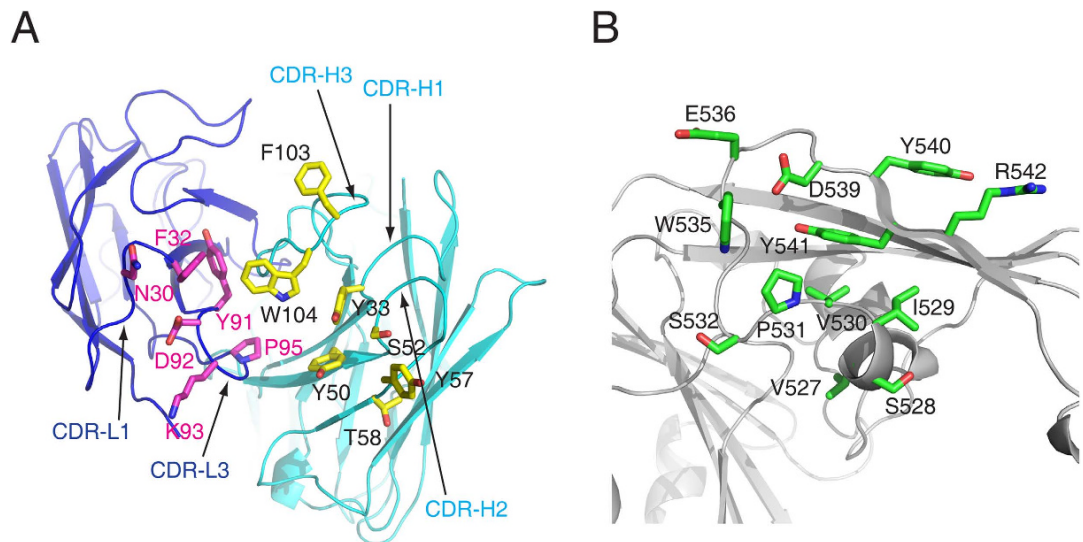 A
CDR-H3
CDR-H1
F103
F32
N30
W104
Y33
Y91
S52
D92
P95
Y50
Y57
K93
T58
CDR-L1
CDR-L3
CDR-H2
B
E536
Y540
D539
R542
W535
Y541
S532
P531
V530
I529
V527
S528